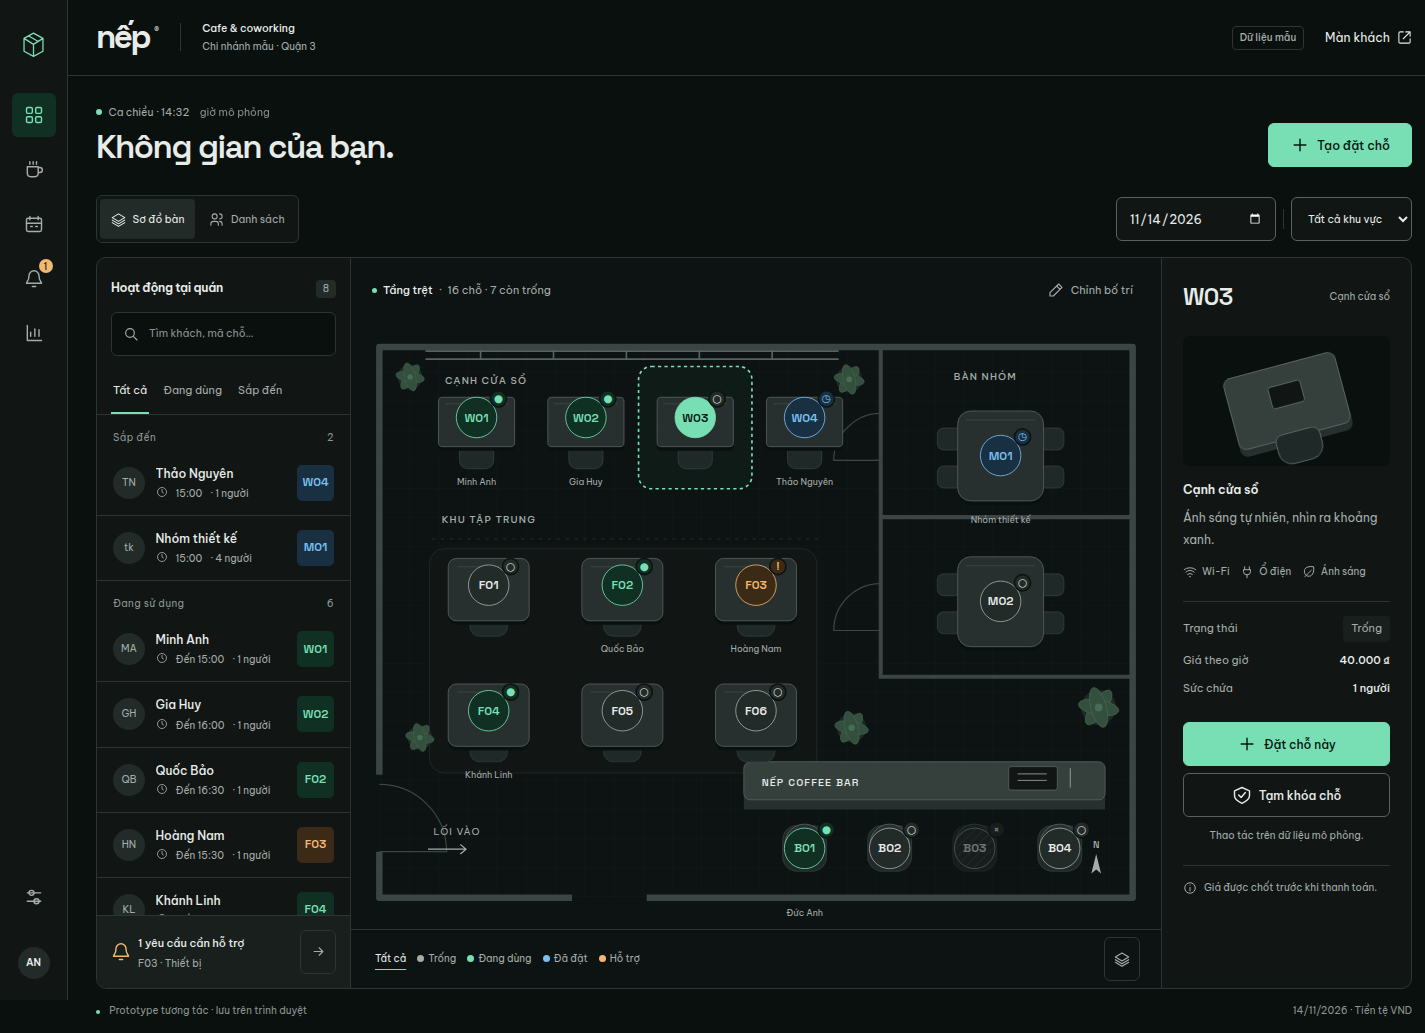 nếp®
Cafe & coworking
Chi nhánh mẫu · Quận 3
Dữ liệu mẫu
Màn khách
Ca chiều · 14:32 giờ mô phỏng
Không gian của bạn.
Tạo đặt chỗ
Sơ đồ bàn
Danh sách
11/14/2026
Tất cả khu vực
1
AN
Hoạt động tại quán
8
Tìm khách, mã chỗ...
Tất cả
Đang dùng
Sắp đến
Sắp đến
2
TN
Thảo Nguyên
15:00 · 1 người
W04
tk
Nhóm thiết kế
15:00 · 4 người
M01
Đang sử dụng
6
MA
Minh Anh
Đến 15:00 · 1 người
W01
GH
Gia Huy
Đến 16:00 · 1 người
W02
QB
Quốc Bảo
Đến 16:30 · 1 người
F02
HN
Hoàng Nam
Đến 15:30 · 1 người
F03
KL
Khánh Linh
F04
1 yêu cầu cần hỗ trợ
F03 · Thiết bị
Tầng trệt · 16 chỗ · 7 còn trống
Chỉnh bố trí
CẠNH CỬA SỔ
BÀN NHÓM
W01
W02
W03
W04
M01
Minh Anh
Gia Huy
Thảo Nguyên
KHU TẬP TRUNG
Nhóm thiết kế
F01
F02
F03
!
M02
Quốc Bảo
Hoàng Nam
F04
F05
F06
Khánh Linh
NẾP COFFEE BAR
LỐI VÀO
B01
B02
B03
B04
N
Đức Anh
Tất cả
Trống
Đang dùng
Đã đặt
Hỗ trợ
W03
Cạnh cửa sổ
Cạnh cửa sổ
Ánh sáng tự nhiên, nhìn ra khoảng
xanh.
Wi-Fi
Ổ điện
Ánh sáng
Trạng thái
Trống
Giá theo giờ
40.000 ₫
Sức chứa
1 người
Đặt chỗ này
Tạm khóa chỗ
Thao tác trên dữ liệu mô phỏng.
Giá được chốt trước khi thanh toán.
Prototype tương tác · lưu trên trình duyệt
14/11/2026 · Tiền tệ VND